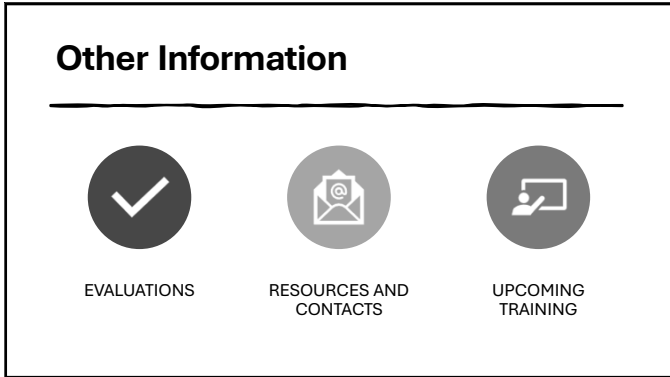 Other Information
@
EVALUATIONS
RESOURCES AND
CONTACTS
UPCOMING
TRAINING